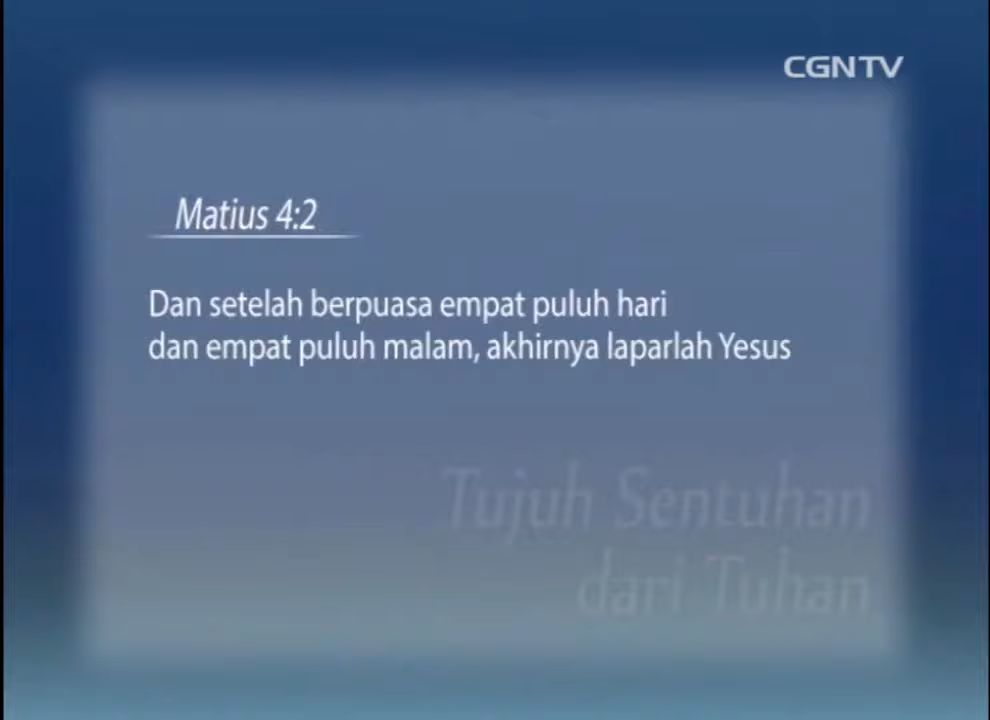 CGNTV
Matius 4:2
Dan setelah berpuasa empat puluh hari
dan empat puluh malam, akhirnya laparlah Yesus
Tujuh Sentuhan
dari Tuhan